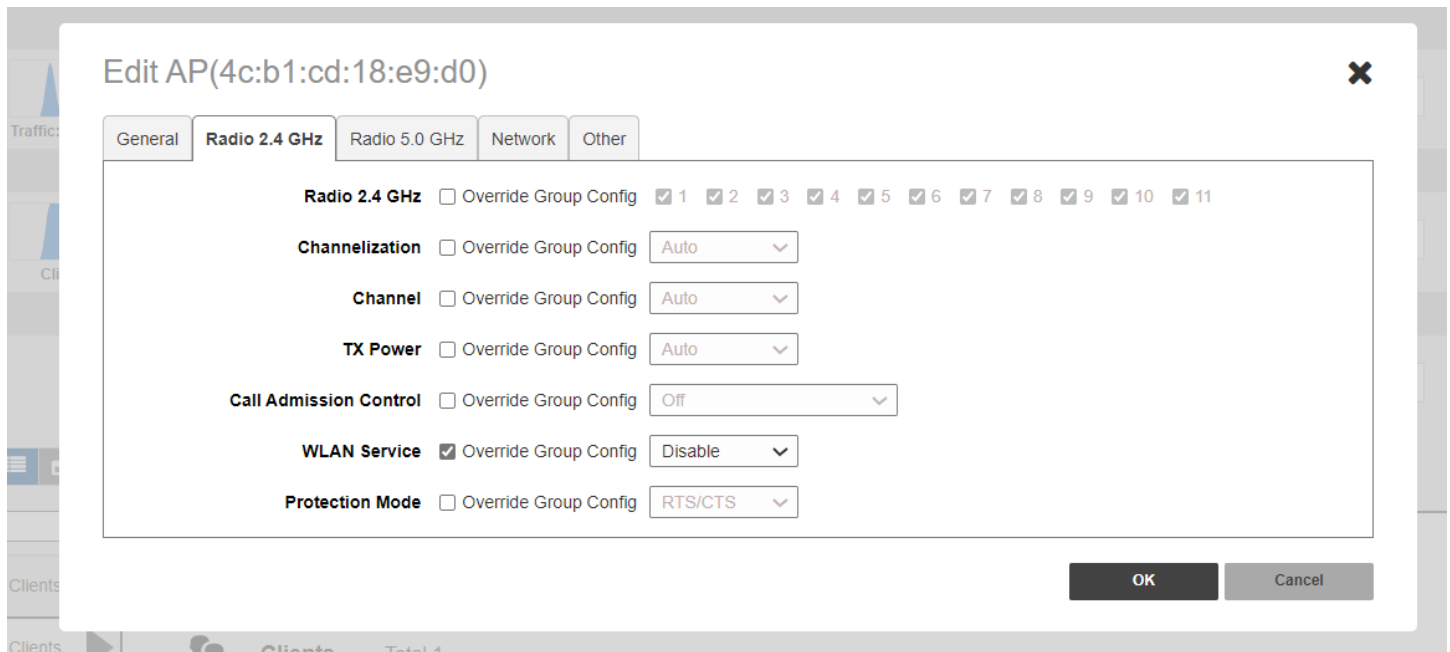 Edit AP(4c:b1:cd:18:e9:d0)
General Radio 2.4 GHz Radio 5.0 GHz Network Other
Radio 2.4 GHz Override Group Config 1 2 3 4 5 6 7 8 9 10 11
Channelization Override Group Config Auto
Channel Override Group Config Auto
TX Power Override Group Config Auto
Call Admission Control Override Group Config Off
WLAN Service Override Group Config Disable
Protection Mode Override Group Config RTS/CTS
OK Cancel
Traffic:
Clients
Clients Clients Total 1